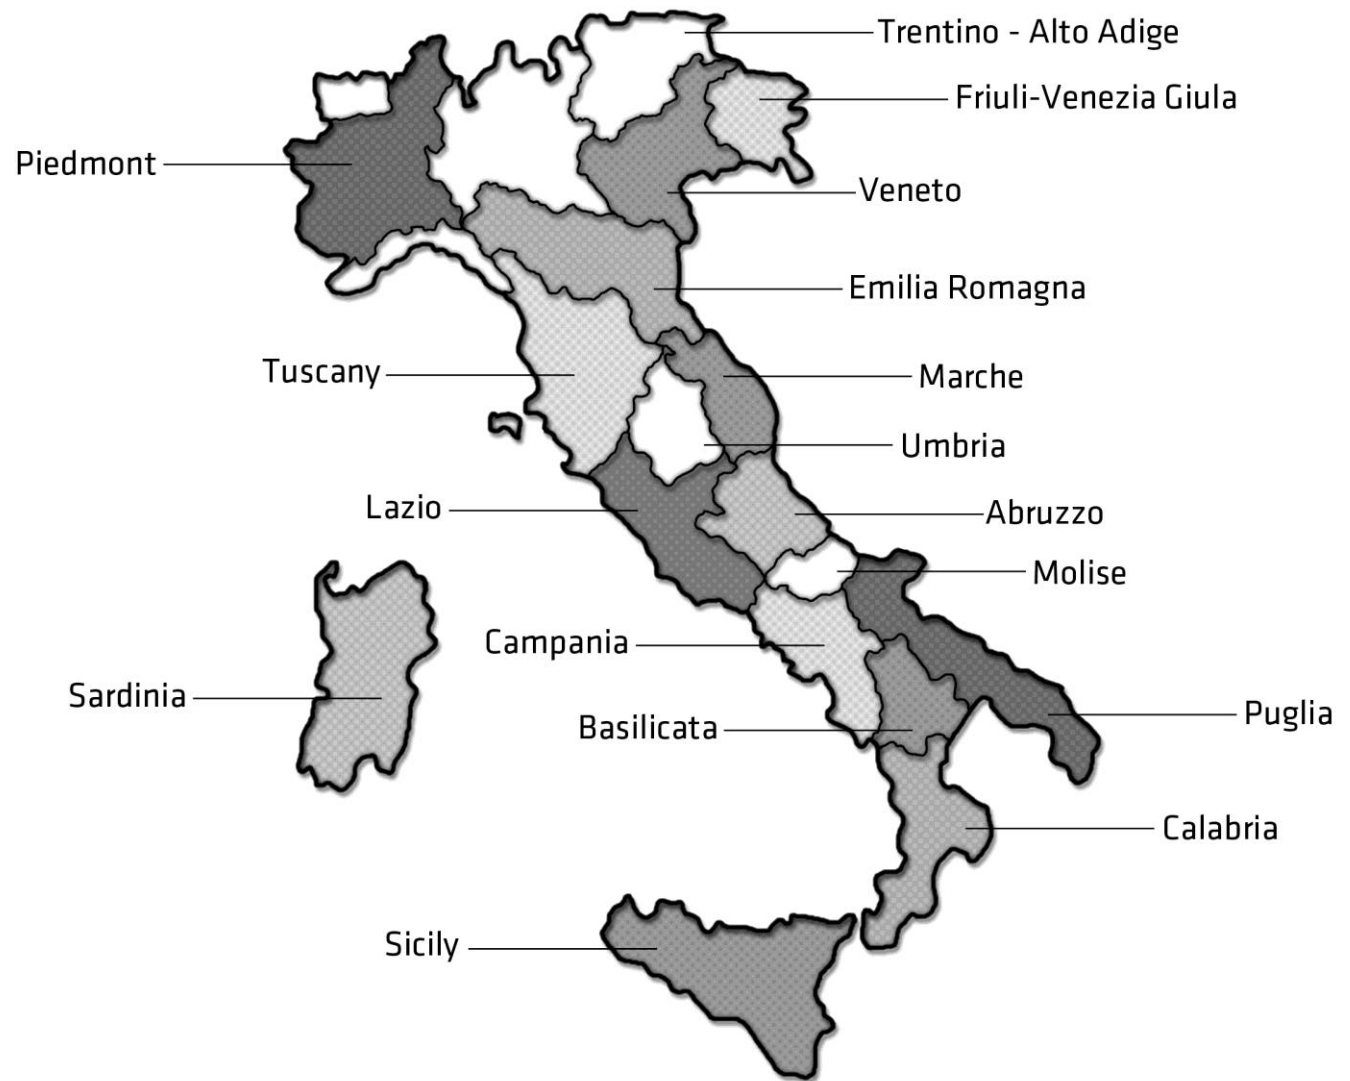 Trentino - Alto Adige
Friuli-Venezia Giula
Piedmont
Veneto
Emilia Romagna
Tuscany
Marche
Umbria
Lazio
Abruzzo
Molise
Campania
Sardinia
Puglia
Basilicata
Calabria
Sicily